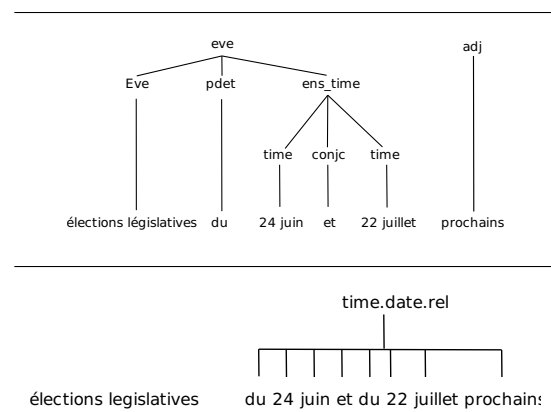 eve adj
Eve pdet ens_time
time conjc time
élections législatives du 24 juin et 22 juillet prochains
time.date.rel
élections legislatives du 24 juin et du 22 juillet prochains